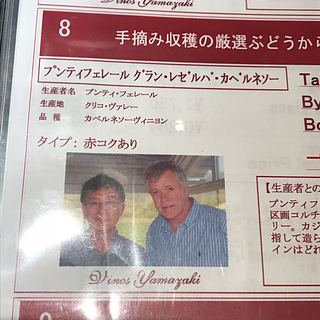 Vinos Yamazaki
8 手摘み収穫の厳選ぶどうから
プンティフェレール グラン・レゼルバ・カベルネソー
生産者名 プンティ・フェレール
生産地 クリコ・ヴァレー
品種 カベルネソーヴィニヨン
タイプ: 赤コクあり
Ta
By
Bo
【生産者との
プンティフ
区画コルチ
リー。カジ
指して造ら
インはどれ
Vinos Yamazaki